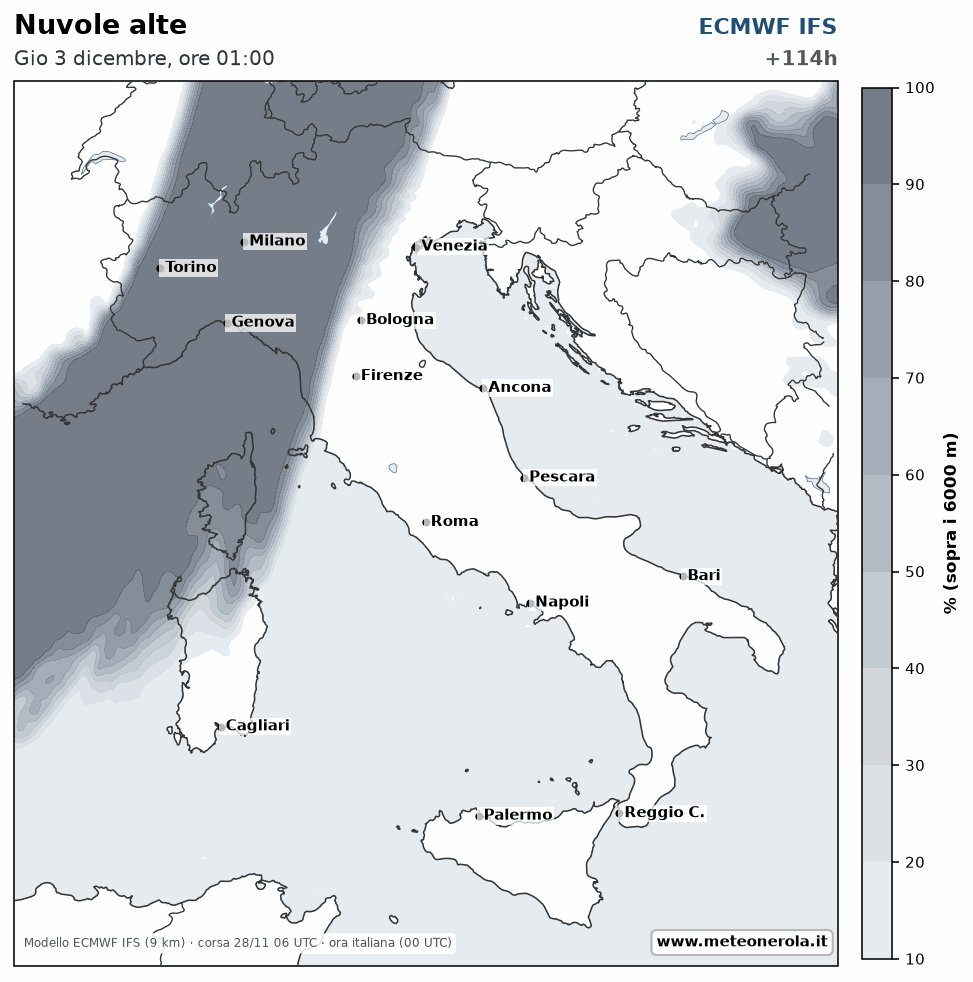 Nuvole alte
ECMWF IFS
Gio 3 dicembre, ore 01:00
+114h
100
90
80
70
60
50
40
30
20
10
% (sopra i 6000 m)
Milano
Venezia
Torino
Genova
Bologna
Firenze
Ancona
Pescara
Roma
Bari
Napoli
Cagliari
Palermo
Reggio C.
Modello ECMWF IFS (9 km) · corsa 28/11 06 UTC · ora italiana (00 UTC)
www.meteonerola.it